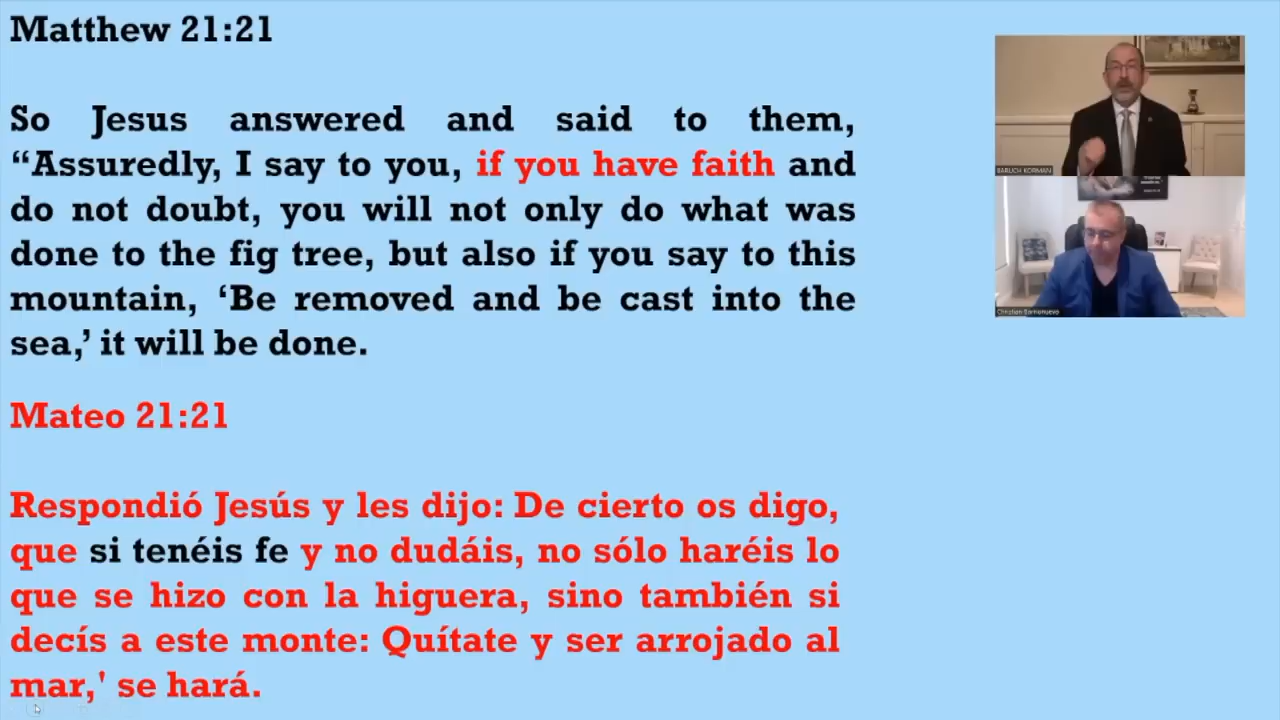 Matthew 21:21
So Jesus answered and said to them,
“Assuredly, I say to you, if you have faith and
do not doubt, you will not only do what was
done to the fig tree, but also if you say to this
mountain, ‘Be removed and be cast into the
sea,’ it will be done.
Mateo 21:21
Respondió Jesús y les dijo: De cierto os digo,
que si tenéis fe y no dudáis, no sólo haréis lo
que se hizo con la higuera, sino también si
decís a este monte: Quítate y ser arrojado al
mar,' se hará.
BARUCH KORMAN
Christian Barrionuevo